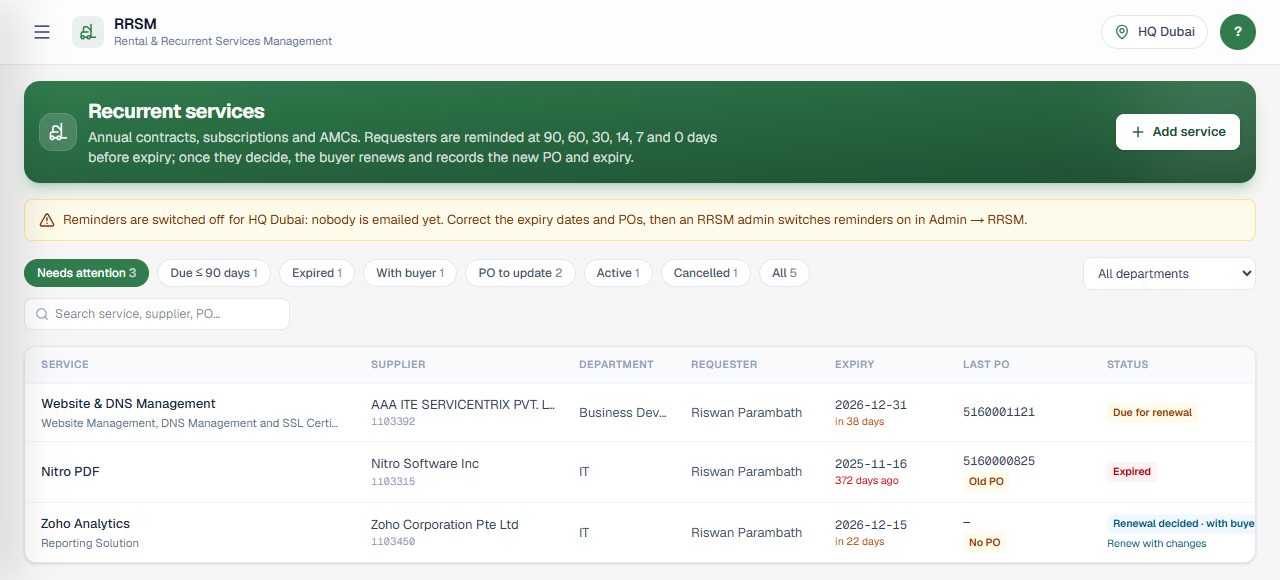 RRSM
Rental & Recurrent Services Management
HQ Dubai
?
Recurrent services
Annual contracts, subscriptions and AMCs. Requesters are reminded at 90, 60, 30, 14, 7 and 0 days
before expiry; once they decide, the buyer renews and records the new PO and expiry.
+ Add service
Reminders are switched off for HQ Dubai: nobody is emailed yet. Correct the expiry dates and POs, then an RRSM admin switches reminders on in Admin → RRSM.
Needs attention 3 Due ≤ 90 days 1 Expired 1 With buyer 1 PO to update 2 Active 1 Cancelled 1 All 5 All departments
Search service, supplier, PO...
SERVICE SUPPLIER DEPARTMENT REQUESTER EXPIRY LAST PO STATUS
Website & DNS Management AAA ITE SERVICENTRIX PVT. L... Business Dev... Riswan Parambath 2026-12-31 5160001121 Due for renewal
Website Management, DNS Management and SSL Certi... 1103392 in 38 days
Nitro PDF Nitro Software Inc IT Riswan Parambath 2025-11-16 5160000825 Expired
1103315 372 days ago Old PO
Zoho Analytics Zoho Corporation Pte Ltd IT Riswan Parambath 2026-12-15 – Renewal decided · with buye
Reporting Solution 1103450 in 22 days No PO Renew with changes